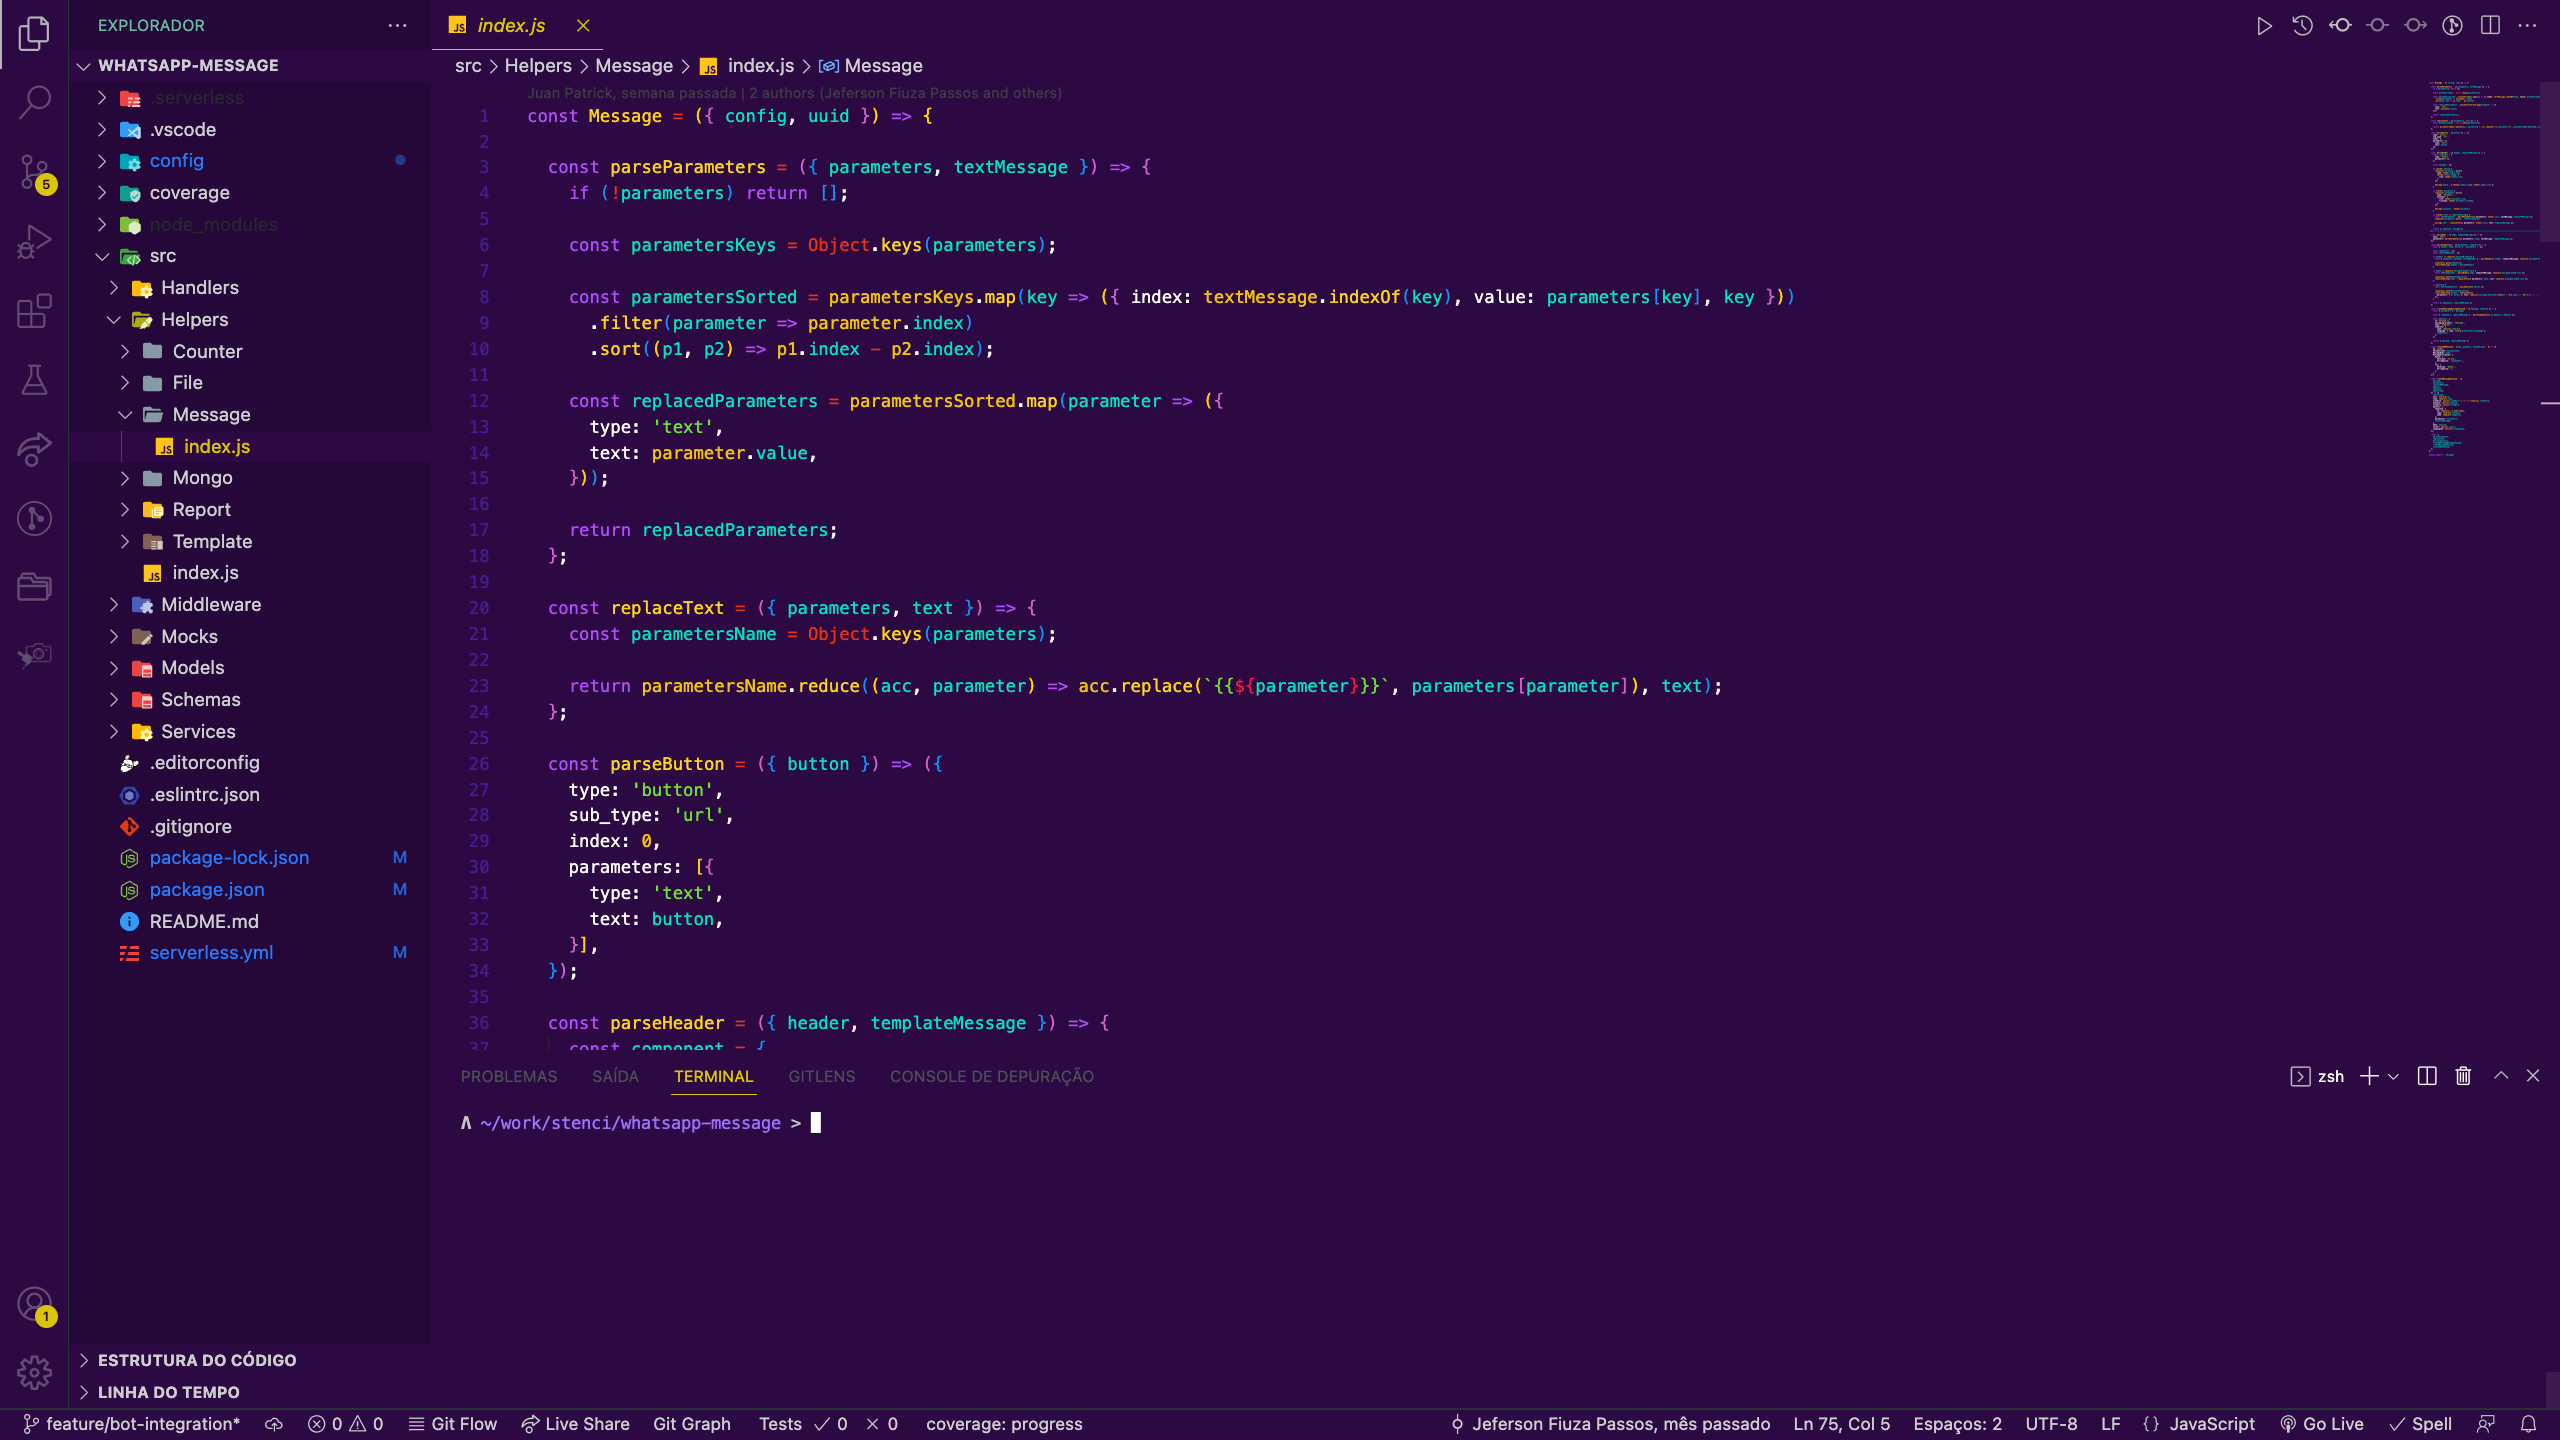 EXPLORADOR
WHATSAPP-MESSAGE
.serverless
.vscode
config
coverage
node_modules
src
Handlers
Helpers
Counter
File
Message
index.js
Mongo
Report
Template
index.js
Middleware
Mocks
Models
Schemas
Services
.editorconfig
.eslintrc.json
.gitignore
package-lock.json M
package.json M
README.md
serverless.yml M
ESTRUTURA DO CÓDIGO
LINHA DO TEMPO
5
1
index.js
src > Helpers > Message > index.js > Message
Juan Patrick, semana passada | 2 authors (Jeferson Fiuza Passos and others)
1 const Message = ({ config, uuid }) => {
2
3 const parseParameters = ({ parameters, textMessage }) => {
4 if (!parameters) return [];
5
6 const parametersKeys = Object.keys(parameters);
7
8 const parametersSorted = parametersKeys.map(key => ({ index: textMessage.indexOf(key), value: parameters[key], key }))
9 .filter(parameter => parameter.index)
10 .sort((p1, p2) => p1.index - p2.index);
11
12 const replacedParameters = parametersSorted.map(parameter => ({
13 type: 'text',
14 text: parameter.value,
15 }));
16
17 return replacedParameters;
18 };
19
20 const replaceText = ({ parameters, text }) => {
21 const parametersName = Object.keys(parameters);
22
23 return parametersName.reduce((acc, parameter) => acc.replace(`{{${parameter}}}`, parameters[parameter]), text);
24 };
25
26 const parseButton = ({ button }) => ({
27 type: 'button',
28 sub_type: 'url',
29 index: 0,
30 parameters: [{
31 type: 'text',
32 text: button,
33 }],
34 });
35
36 const parseHeader = ({ header, templateMessage }) => {
37 const component = {
PROBLEMAS SAÍDA TERMINAL GITLENS CONSOLE DE DEPURAÇÃO
zsh
Λ ~/work/stenci/whatsapp-message >
feature/bot-integration* 0 0 Git Flow Live Share Git Graph Tests ✓ 0 × 0 coverage: progress
Jeferson Fiuza Passos, mês passado Ln 75, Col 5 Espaços: 2 UTF-8 LF {} JavaScript Go Live ✓ Spell